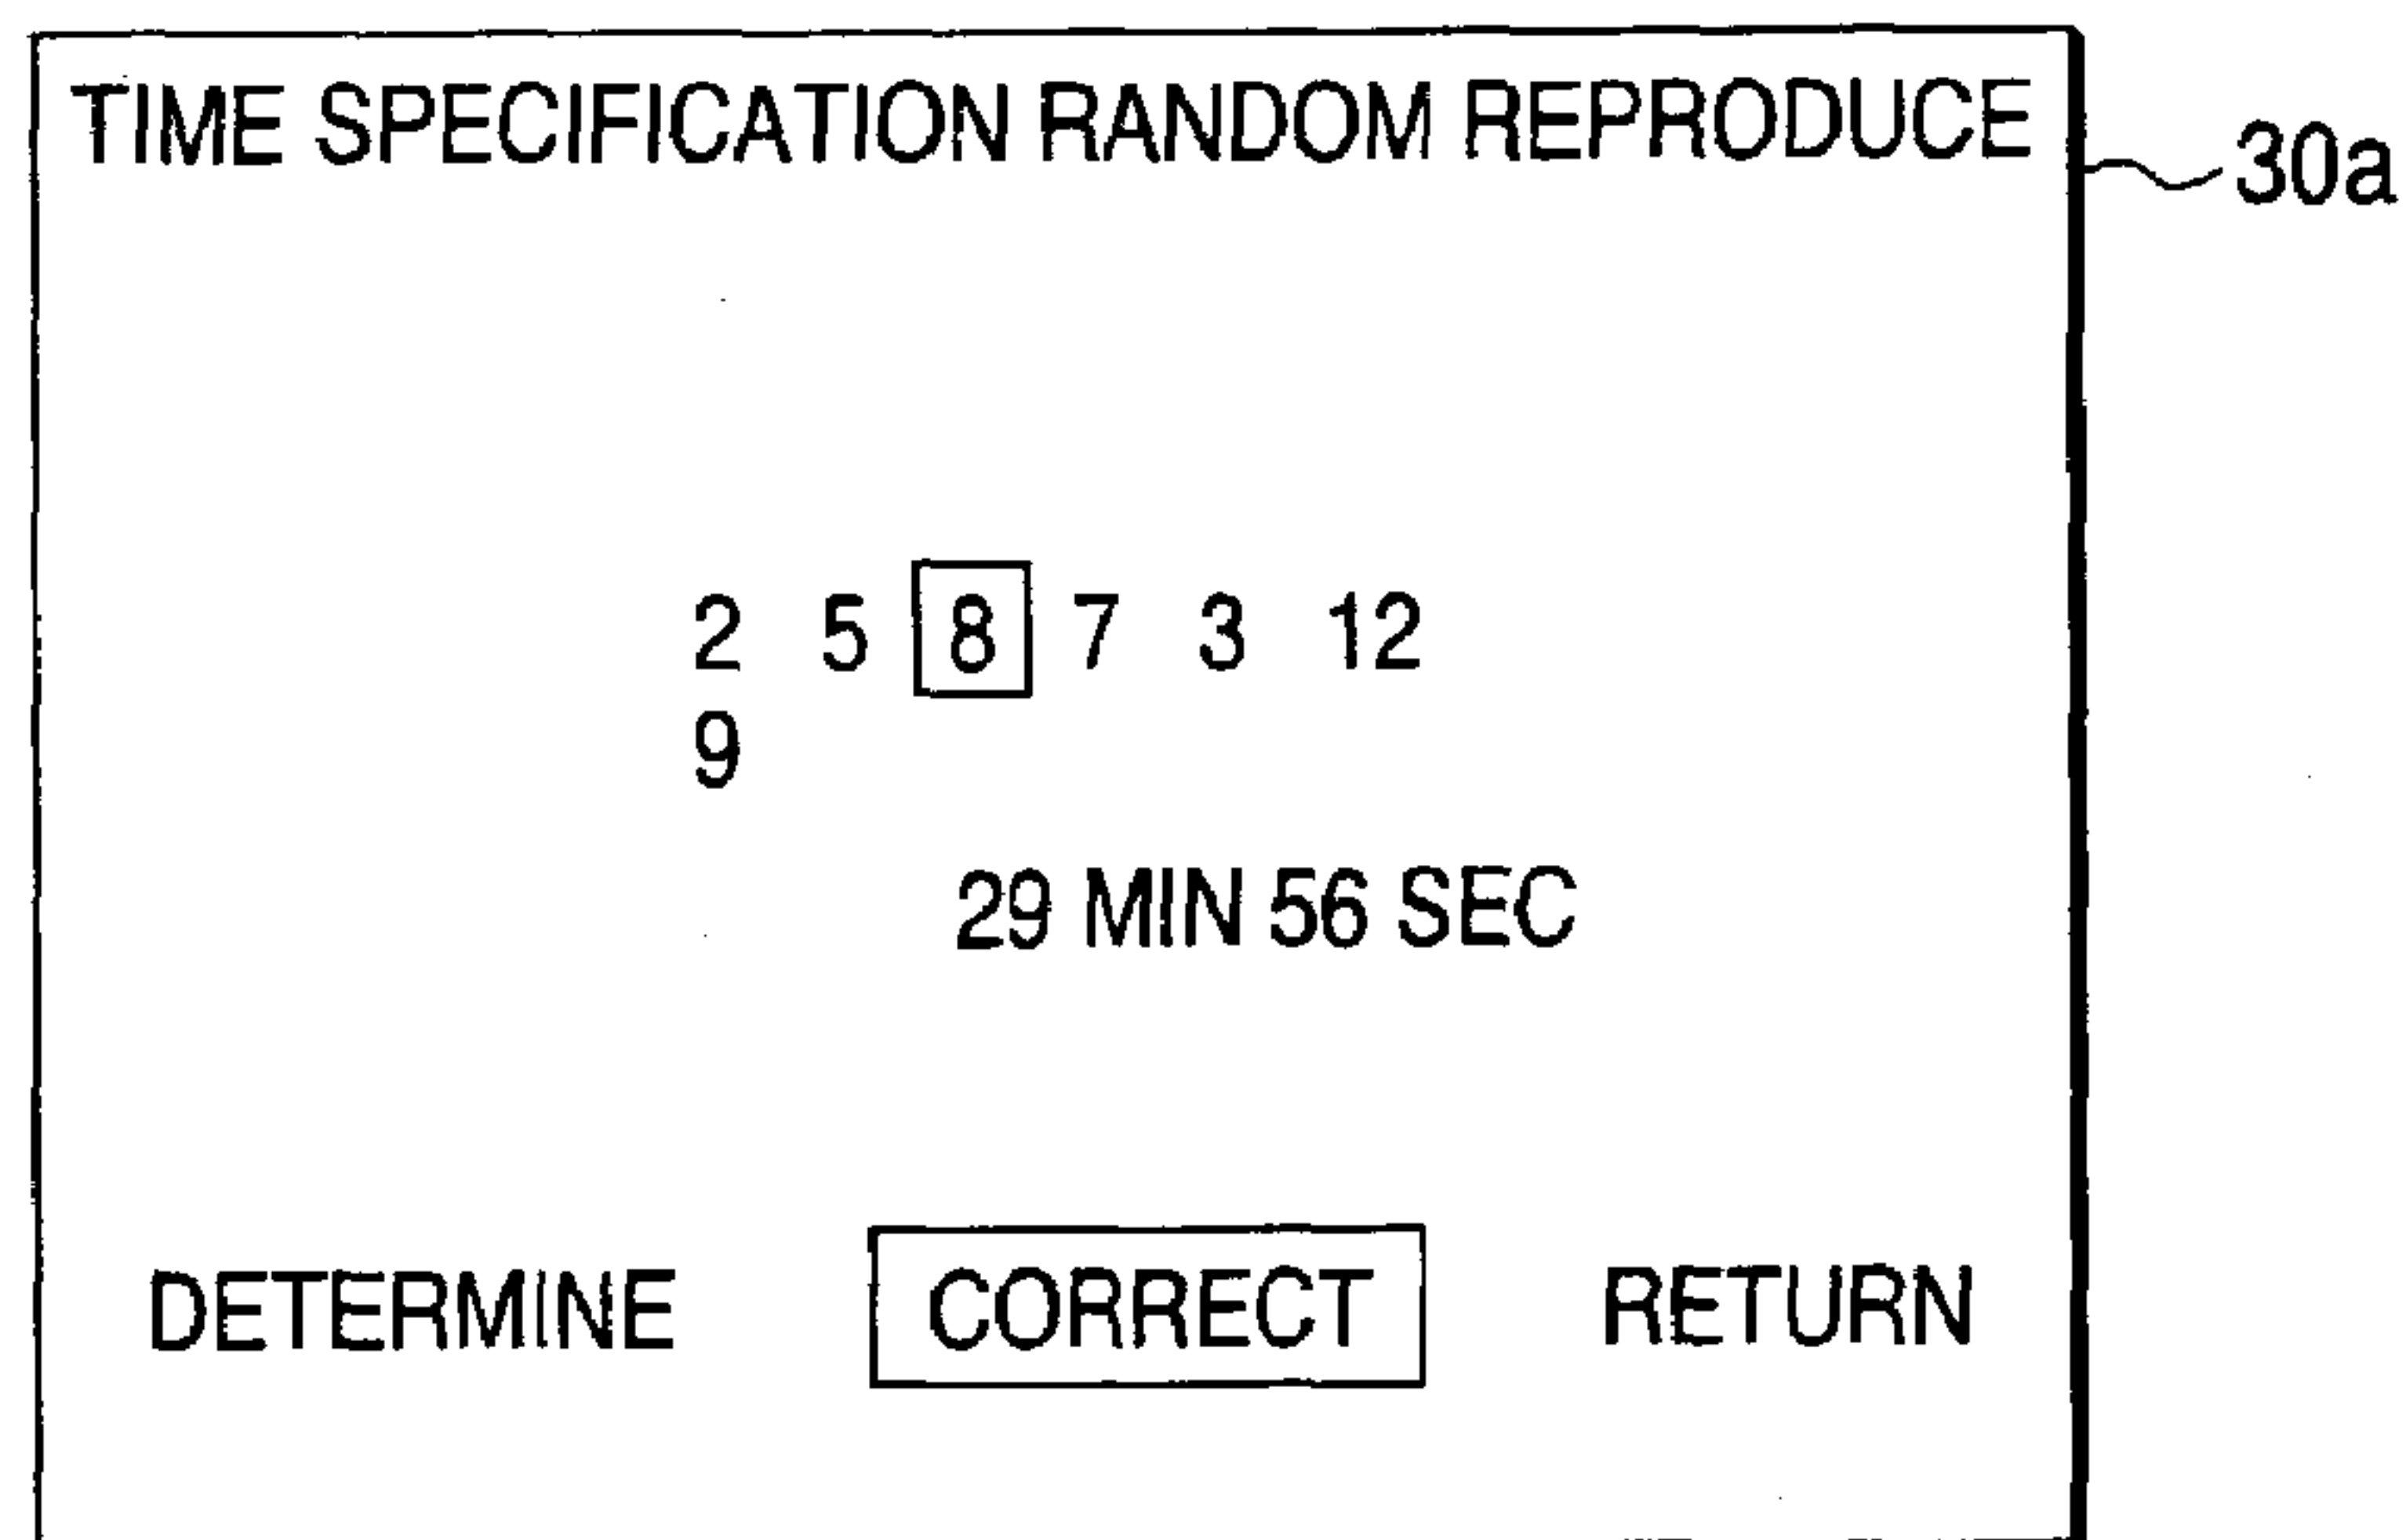 TIME SPECIFICATION RANDOM REPRODUCE
30a
2 5 8 7 3 12
9
29 MIN 56 SEC
DETERMINE CORRECT RETURN